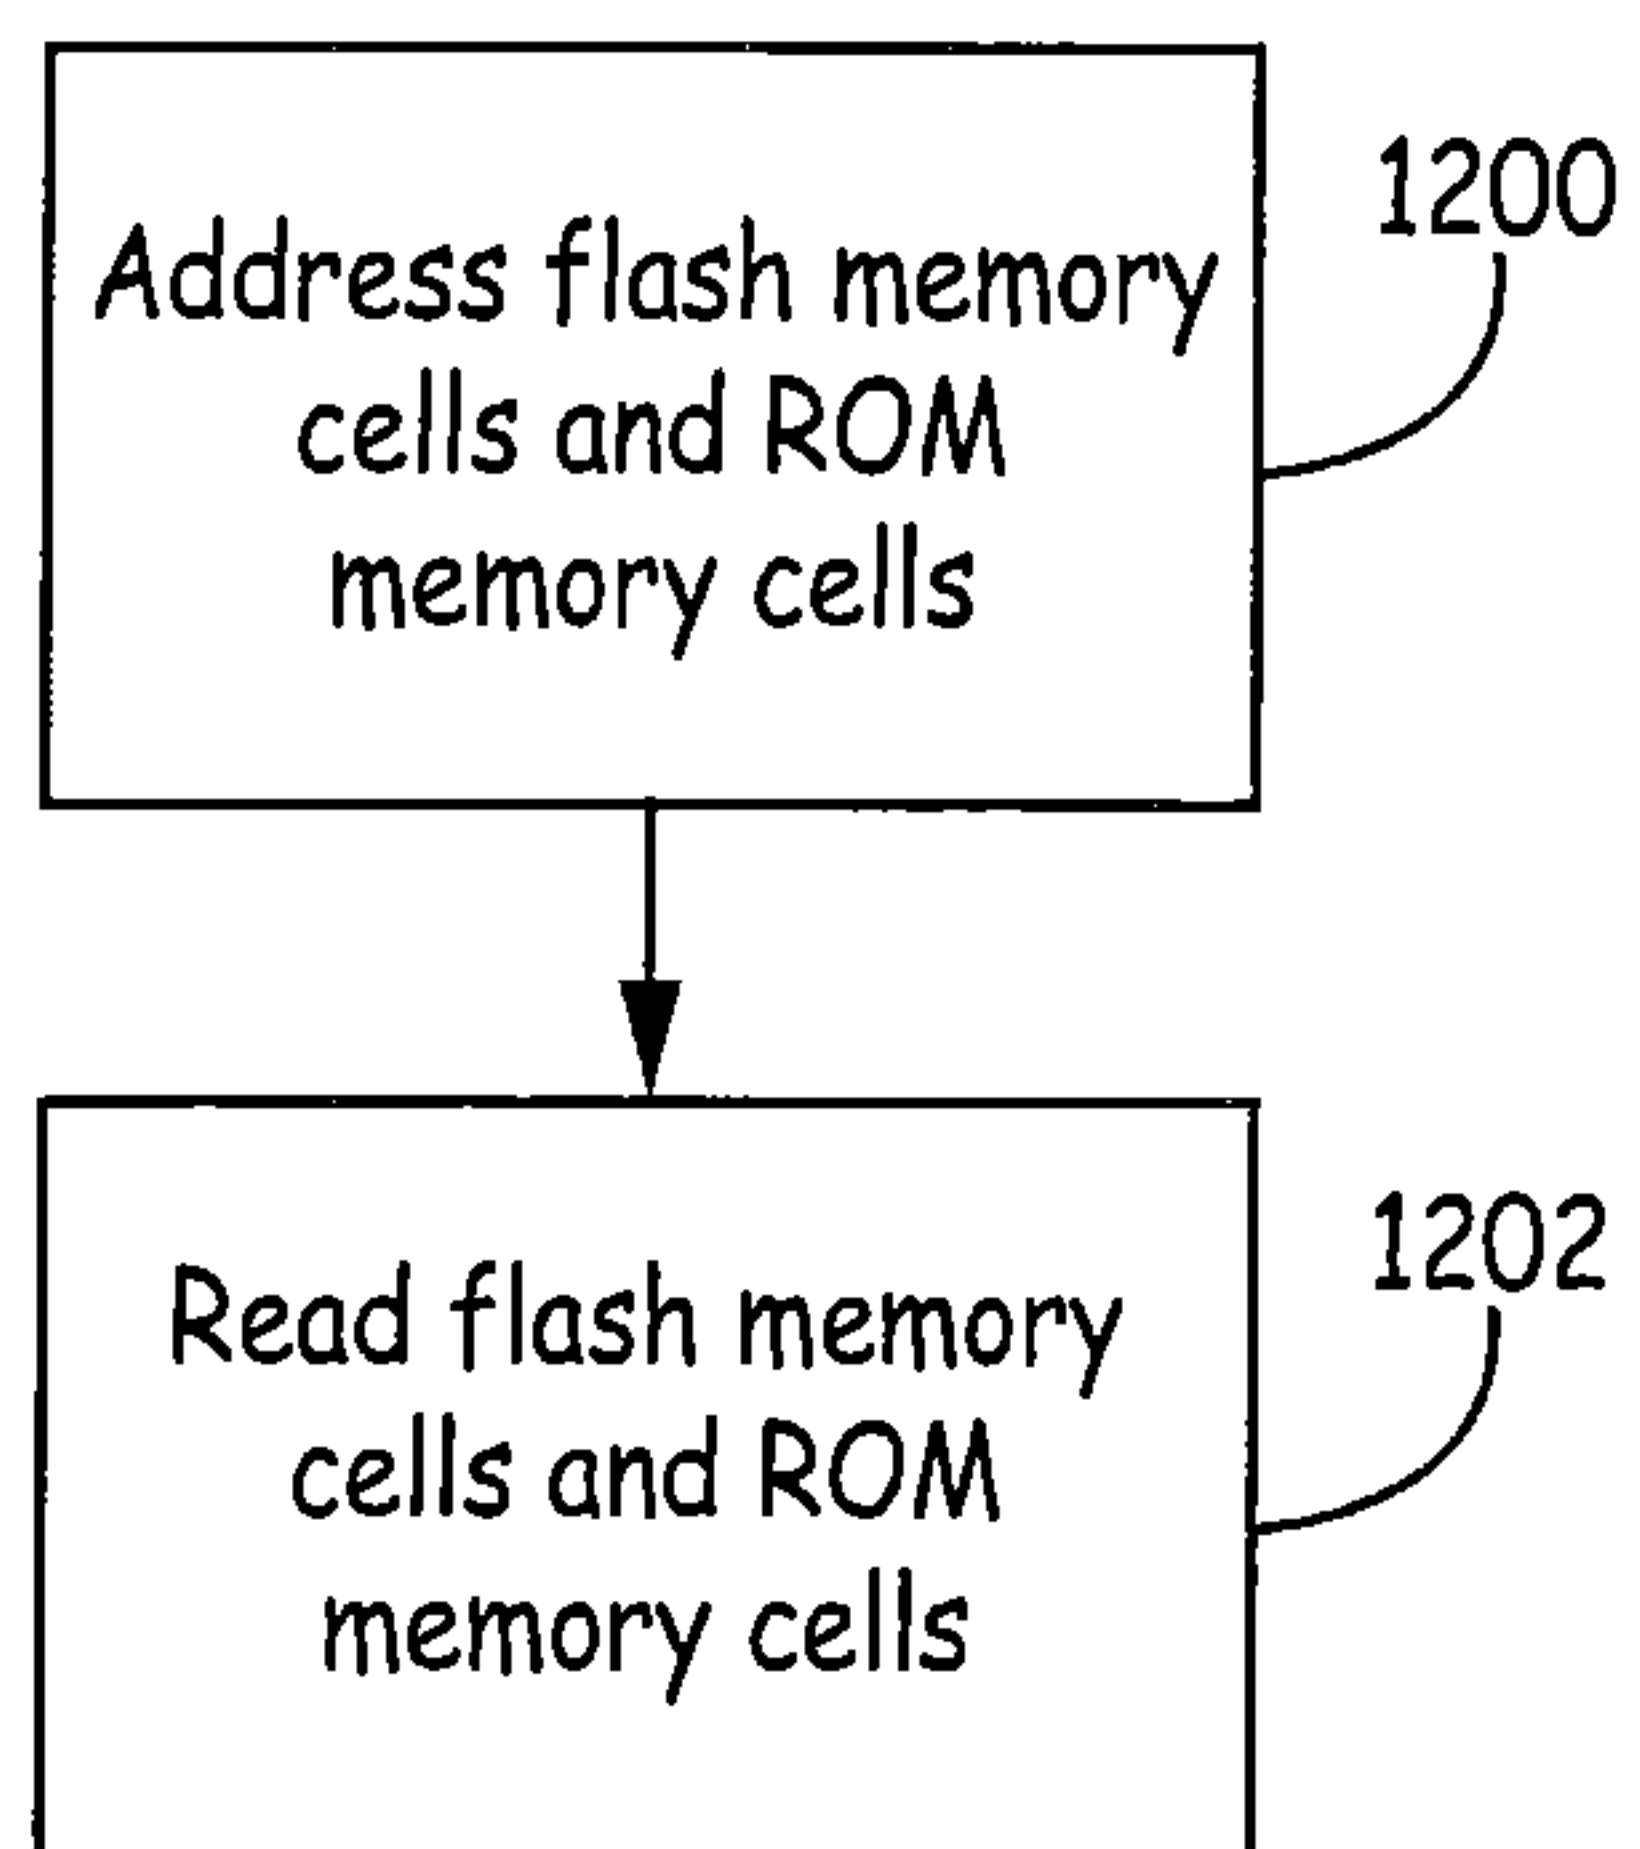 Address flash memory
cells and ROM
memory cells
1200
Read flash memory
cells and ROM
memory cells
1202